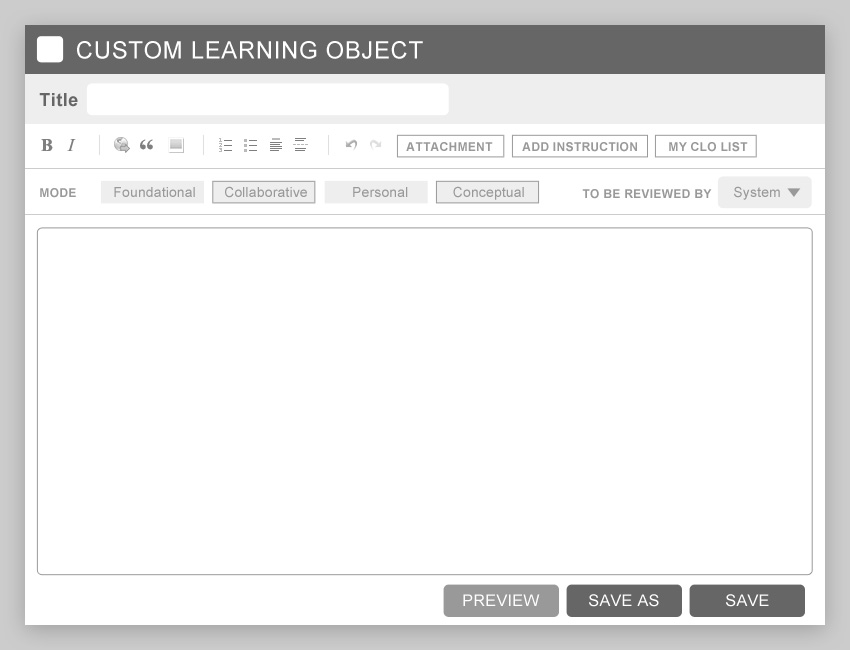 CUSTOM LEARNING OBJECT
Title
B I ATTACHMENT ADD INSTRUCTION MY CLO LIST
MODE Foundational Collaborative Personal Conceptual TO BE REVIEWED BY System
PREVIEW SAVE AS SAVE